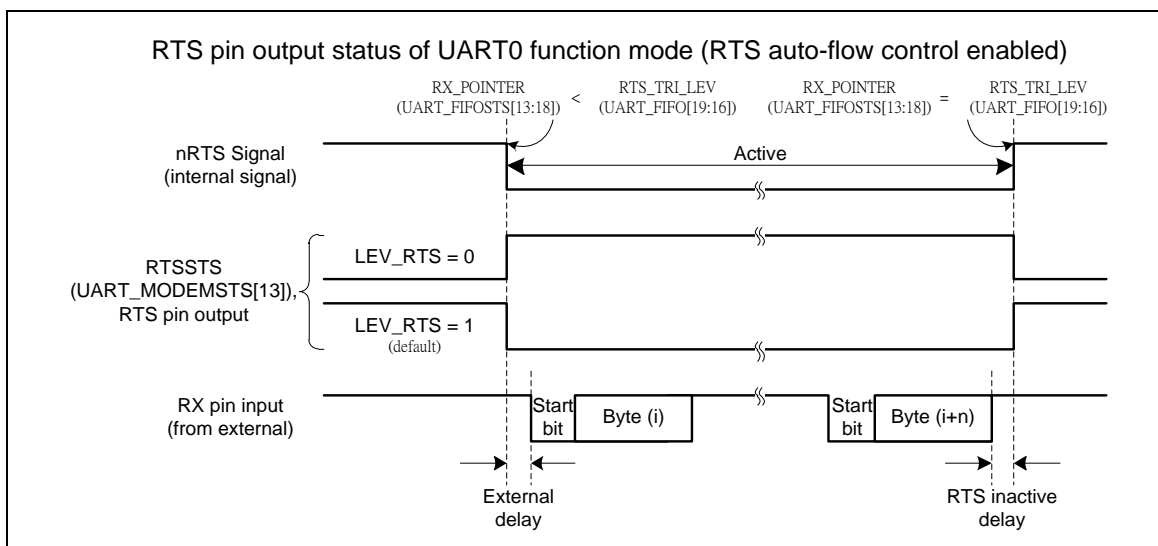 RTS pin output status of UART0 function mode (RTS auto-flow control enabled)
RX_POINTER
(UART_FIFOSTS[13:18])
<
RTS_TRI_LEV
(UART_FIFO[19:16])
RX_POINTER
(UART_FIFOSTS[13:18])
=
RTS_TRI_LEV
(UART_FIFO[19:16])
nRTS Signal
(internal signal)
Active
RTSSTS
(UART_MODEMSTS[13]),
RTS pin output
LEV_RTS = 0
LEV_RTS = 1
(default)
RX pin input
(from external)
Start
bit
Byte (i)
Start
bit
Byte (i+n)
External
delay
RTS inactive
delay